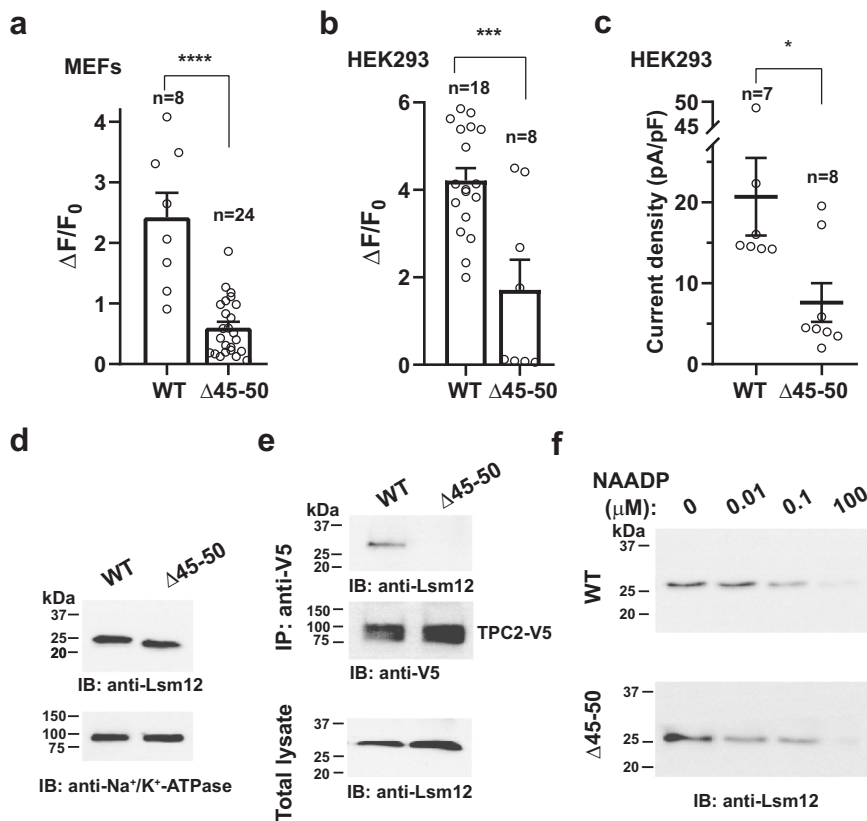 a
MEFs
****
n=8
n=24
ΔF/F0
4
3
2
1
0
WT Δ45-50
b
HEK293
***
n=18
n=8
ΔF/F0
6
4
2
0
WT Δ45-50
c
HEK293
*
n=7
n=8
Current density (pA/pF)
50
45
20
15
10
5
0
WT Δ45-50
d
WT Δ45-50
kDa
37
25
20
IB: anti-Lsm12
150
100
75
IB: anti-Na+/K+-ATPase
e
WT Δ45-50
kDa
IP: anti-V5
37
25
20
IB: anti-Lsm12
150
100
75
TPC2-V5
IB: anti-V5
Total lysate
37
25
20
IB: anti-Lsm12
f
NAADP
(μM): 0 0.01 0.1 100
kDa
WT
37
25
20
Δ45-50
37
25
20
IB: anti-Lsm12